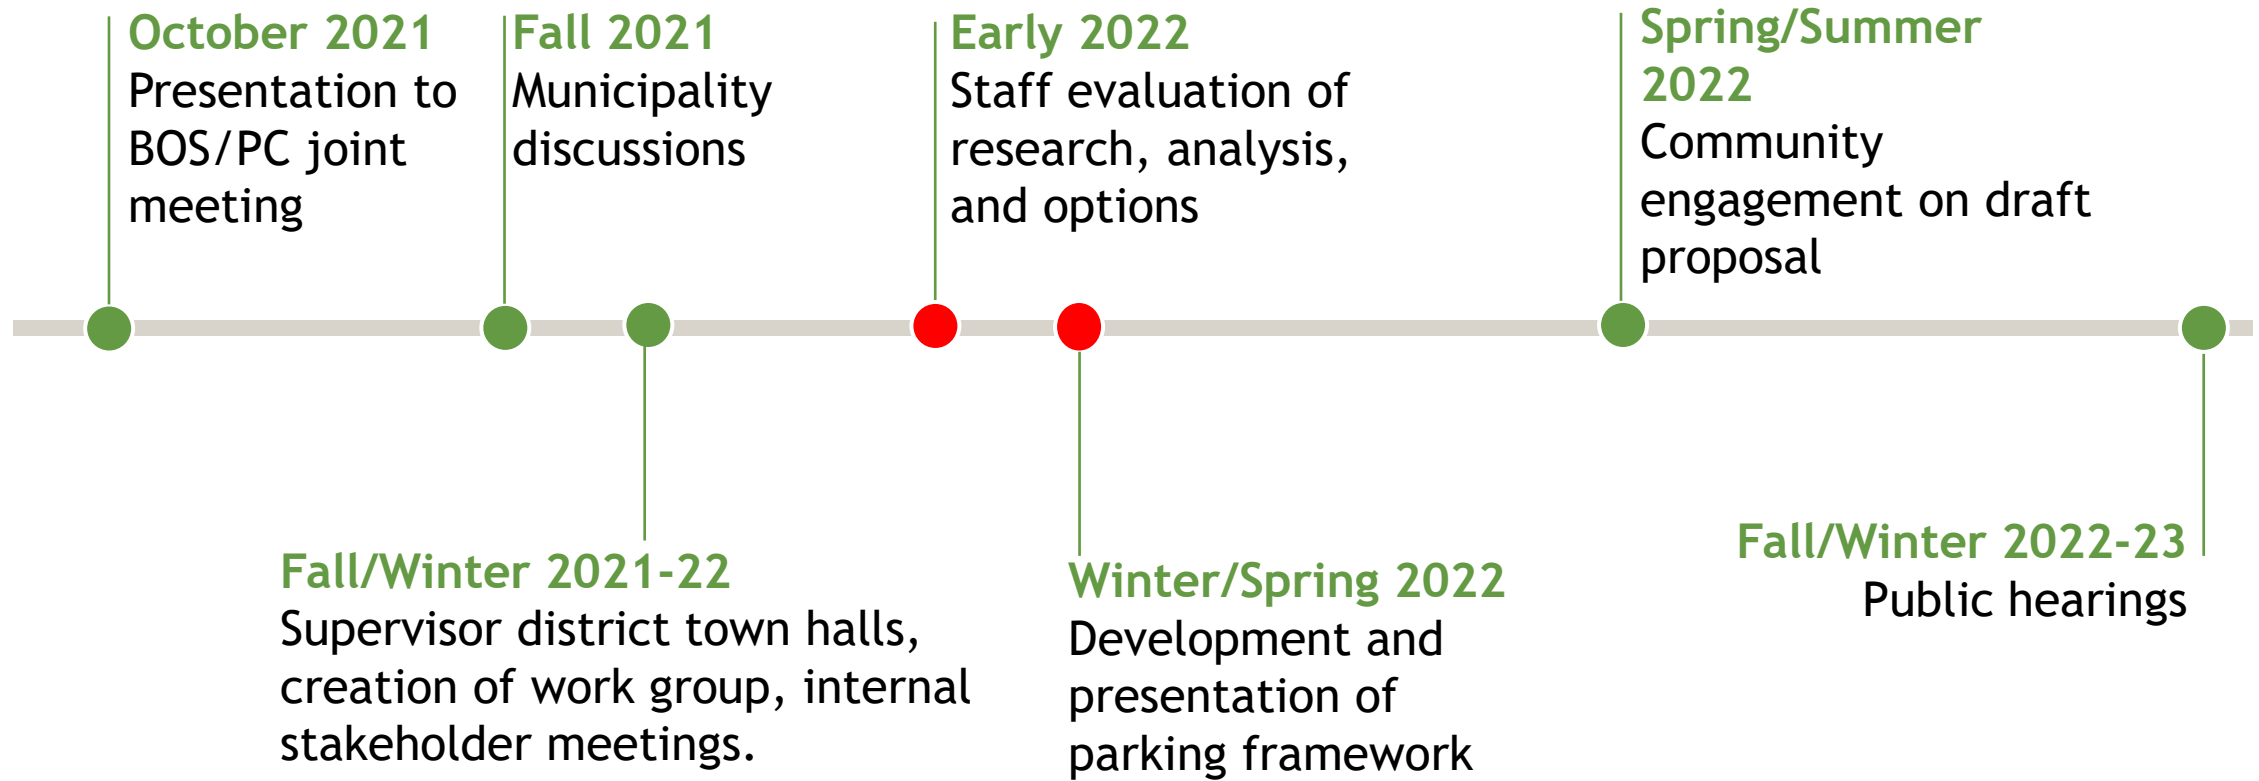 October 2021
Presentation to
BOS/PC joint
meeting
Fall 2021
Municipality
discussions
Early 2022
Staff evaluation of
research, analysis,
and options
Spring/Summer
2022
Community
engagement on draft
proposal
Fall/Winter 2021-22
Supervisor district town halls,
creation of work group, internal
stakeholder meetings.
Winter/Spring 2022
Development and
presentation of
parking framework
Fall/Winter 2022-23
Public hearings